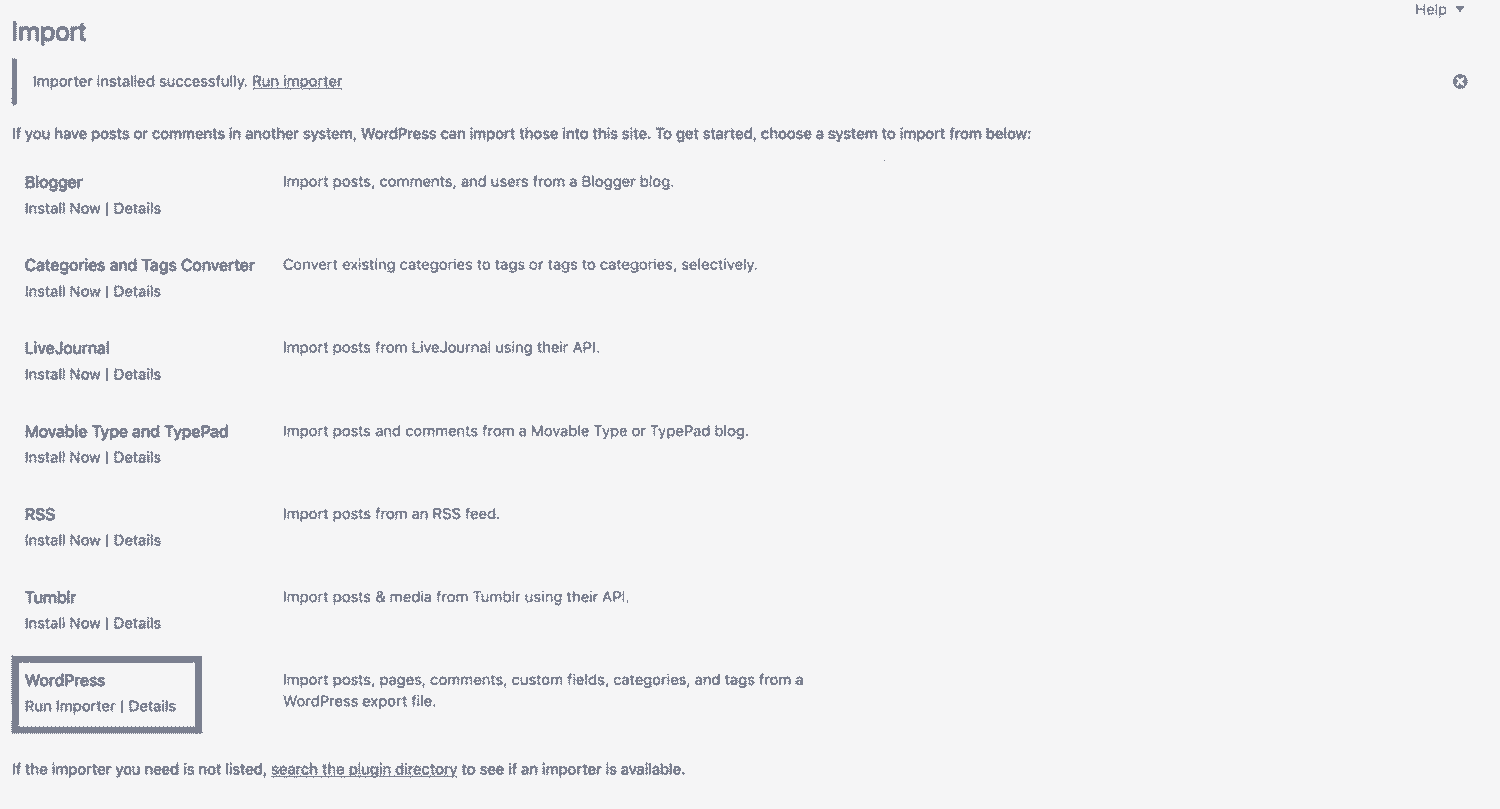 Help
Import
Importer installed successfully. Run importer
If you have posts or comments in another system, WordPress can import those into this site. To get started, choose a system to import from below:
Blogger
Import posts, comments, and users from a Blogger blog.
Install Now | Details
Categories and Tags Converter
Convert existing categories to tags or tags to categories, selectively.
Install Now | Details
LiveJournal
Import posts from LiveJournal using their API.
Install Now | Details
Movable Type and TypePad
Import posts and comments from a Movable Type or TypePad blog.
Install Now | Details
RSS
Import posts from an RSS feed.
Install Now | Details
Tumblr
Import posts & media from Tumblr using their API.
Install Now | Details
WordPress
Import posts, pages, comments, custom fields, categories, and tags from a
Run Importer | Details
WordPress export file.
If the importer you need is not listed, search the plugin directory to see if an importer is available.